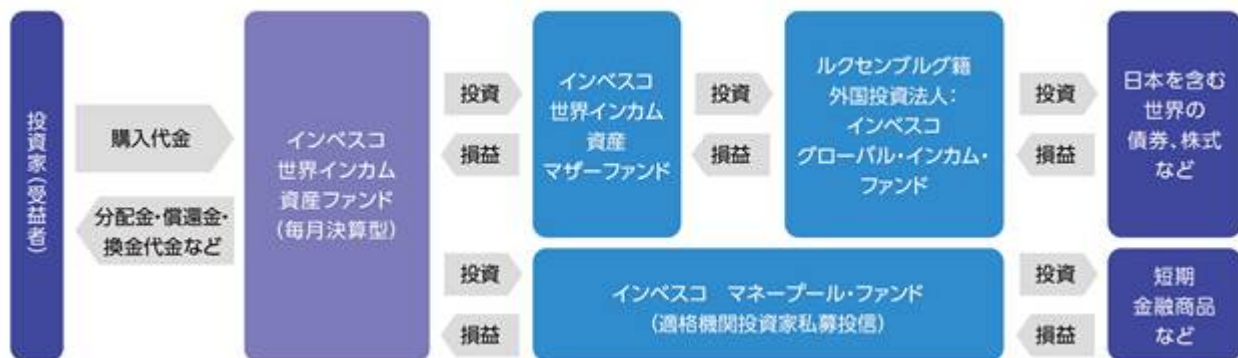 投資家(受益者)
購入代金
分配金・償還金・
換金代金など
インベスコ
世界インカム
資産ファンド
(毎月決算型)
投資
損益
インベスコ
世界インカム
資産
マザーファンド
投資
損益
ルクセンブルグ籍
外国投資法人:
インベスコ
グローバル・インカム・
ファンド
投資
損益
日本を含む
世界の
債券、株式
など
投資
損益
インベスコ　マネープール・ファンド
(適格機関投資家私募投信)
投資
損益
短期
金融商品
など